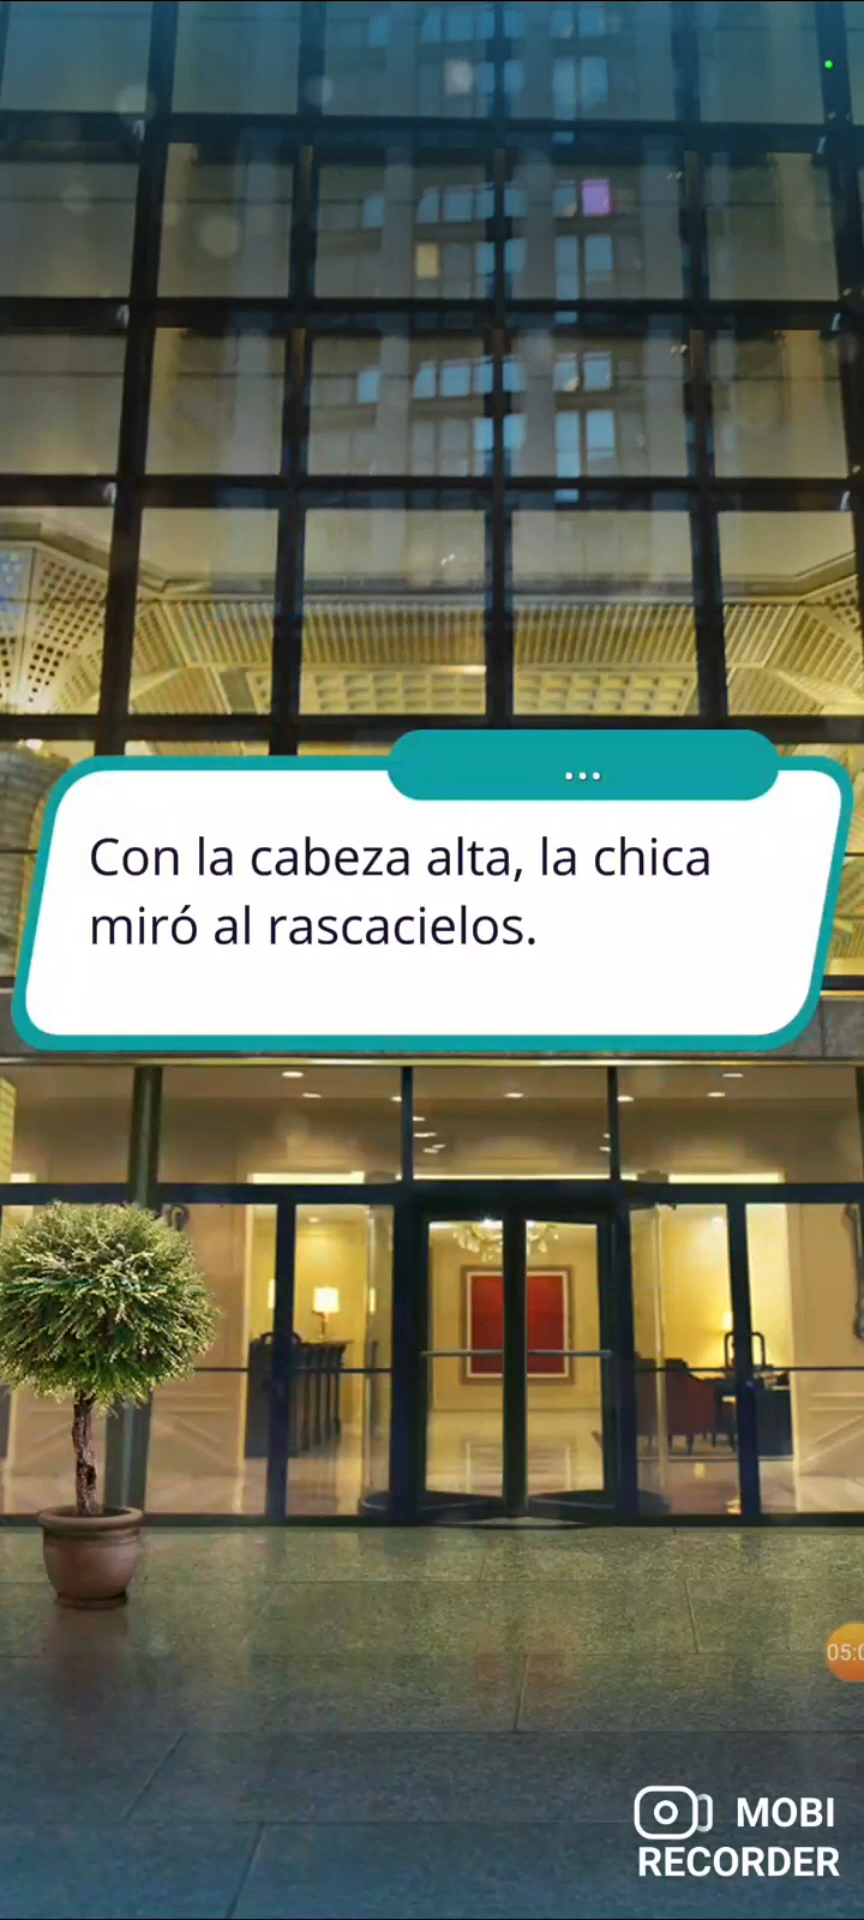 ...
Con la cabeza alta, la chica
miró al rascacielos.
MOBI
RECORDER